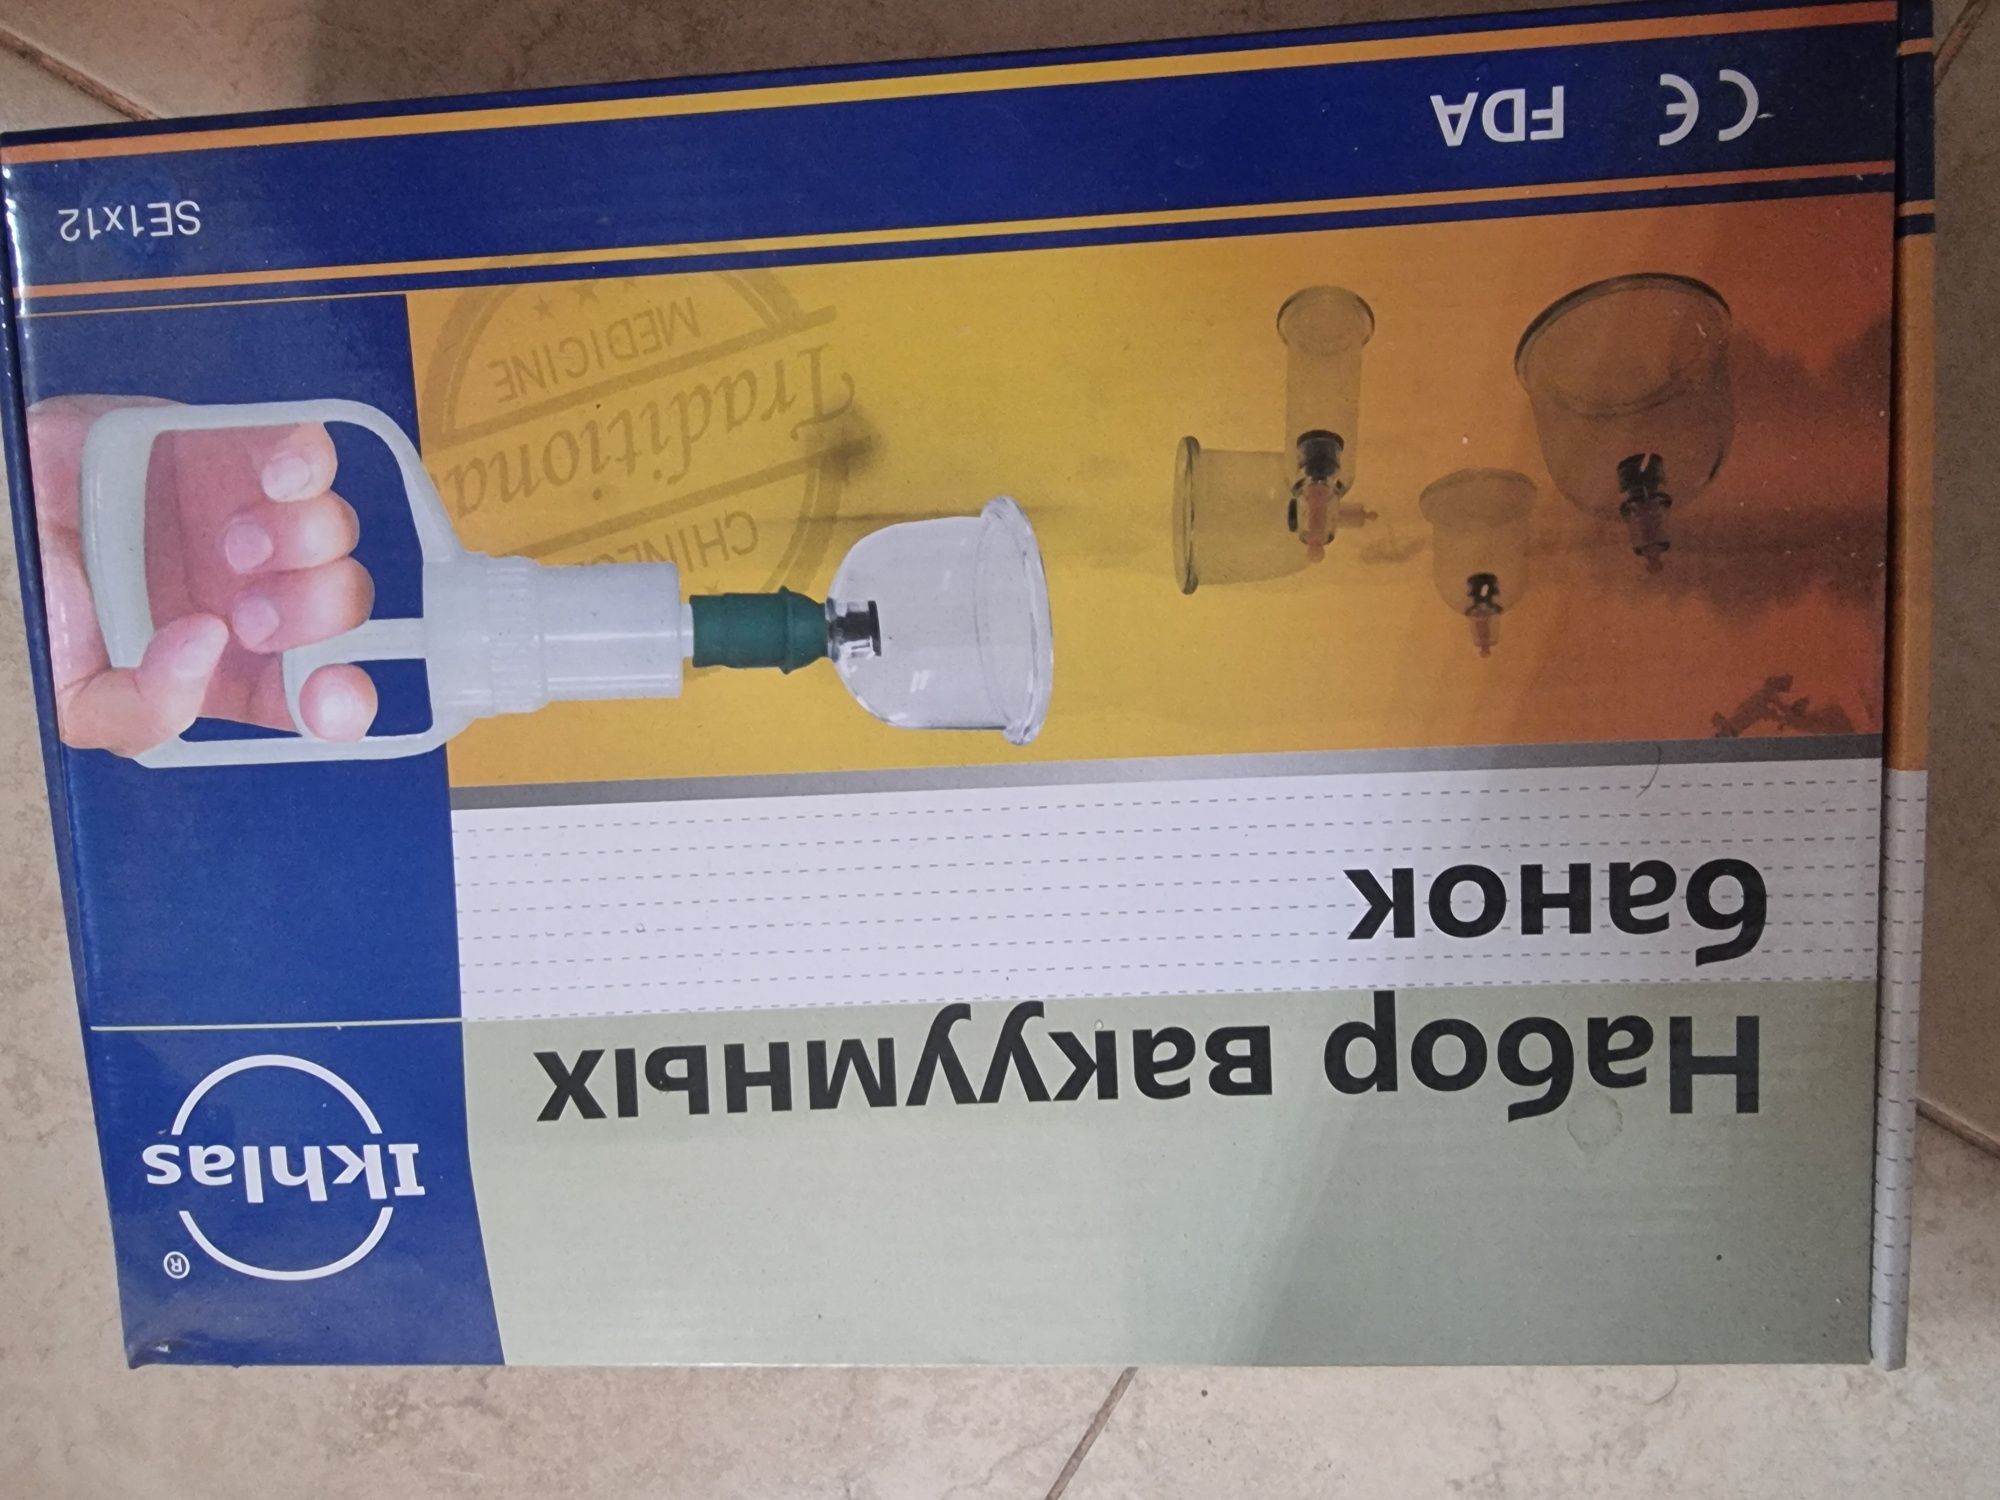 Ikhlas ®
Набор вакуумных
банок
CHINESE
Traditional
MEDICINE
SE1x12
CE FDA